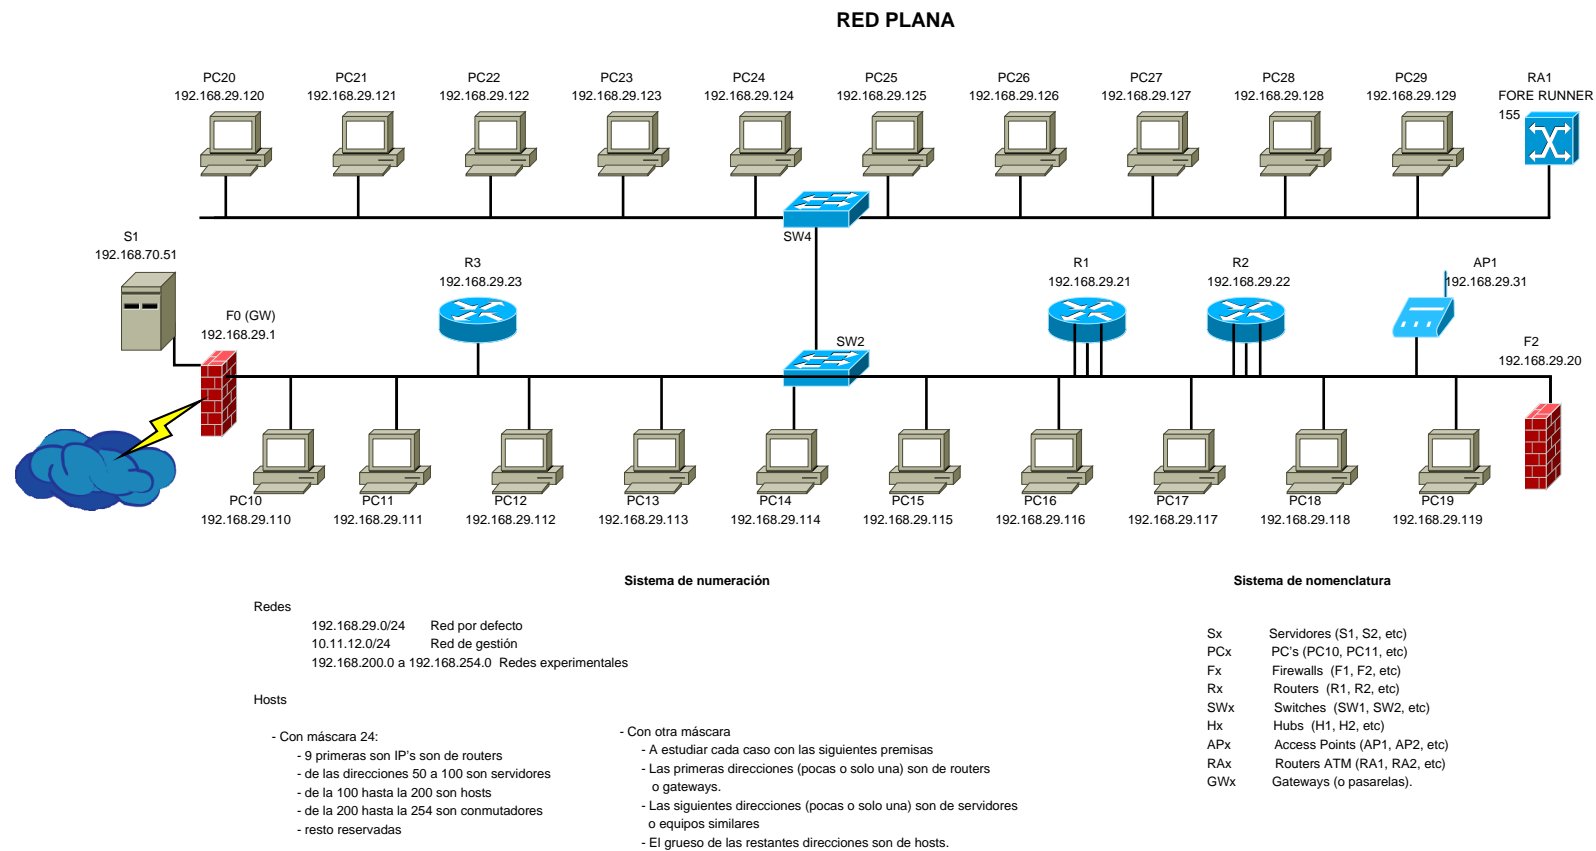 RED PLANA
PC20
192.168.29.120
PC21
192.168.29.121
PC22
192.168.29.122
PC23
192.168.29.123
PC24
192.168.29.124
PC25
192.168.29.125
PC26
192.168.29.126
PC27
192.168.29.127
PC28
192.168.29.128
PC29
192.168.29.129
RA1
FORE RUNNER
155
SW4
S1
192.168.70.51
F0 (GW)
192.168.29.1
R3
192.168.29.23
SW2
R1
192.168.29.21
R2
192.168.29.22
AP1
192.168.29.31
F2
192.168.29.20
PC10
192.168.29.110
PC11
192.168.29.111
PC12
192.168.29.112
PC13
192.168.29.113
PC14
192.168.29.114
PC15
192.168.29.115
PC16
192.168.29.116
PC17
192.168.29.117
PC18
192.168.29.118
PC19
192.168.29.119
Sistema de numeración
Redes
192.168.29.0/24 Red por defecto
10.11.12.0/24 Red de gestión
192.168.200.0 a 192.168.254.0 Redes experimentales
Hosts
- Con máscara 24:
- 9 primeras son IP's son de routers
- de las direcciones 50 a 100 son servidores
- de la 100 hasta la 200 son hosts
- de la 200 hasta la 254 son conmutadores
- resto reservadas
- Con otra máscara
- A estudiar cada caso con las siguientes premisas
- Las primeras direcciones (pocas o solo una) son de routers
o gateways.
- Las siguientes direcciones (pocas o solo una) son de servidores
o equipos similares
- El grueso de las restantes direcciones son de hosts.
Sistema de nomenclatura
Sx Servidores (S1, S2, etc)
PCx PC's (PC10, PC11, etc)
Fx Firewalls (F1, F2, etc)
Rx Routers (R1, R2, etc)
SWx Switches (SW1, SW2, etc)
Hx Hubs (H1, H2, etc)
APx Access Points (AP1, AP2, etc)
RAx Routers ATM (RA1, RA2, etc)
GWx Gateways (o pasarelas).